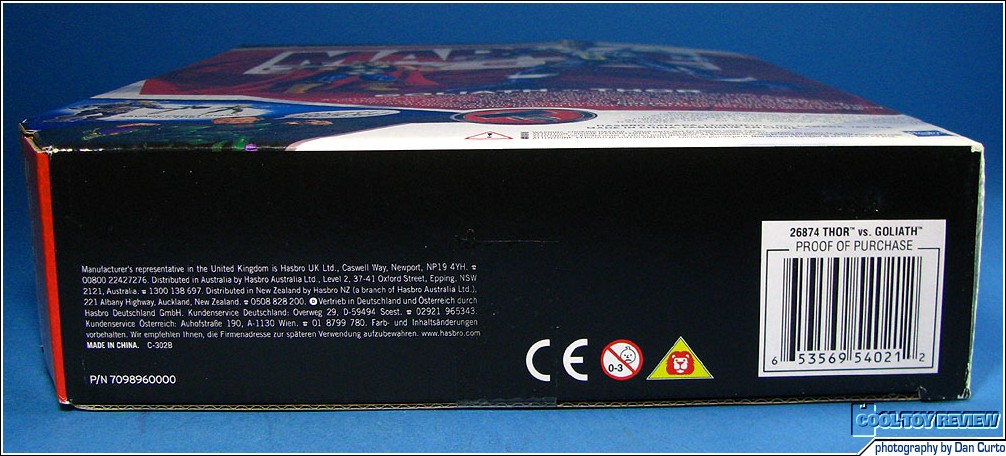 MARVEL
GOLIATH THOR
26874 THOR™ vs. GOLIATH™
PROOF OF PURCHASE
6 53569 54021 2
Manufacturer's representative in the United Kingdom is Hasbro UK Ltd., Caswell Way, Newport, NP19 4YH. ☎
00800 22427276. Distributed in Australia by Hasbro Australia Ltd., Level 2, 37-41 Oxford Street, Epping, NSW
2121, Australia. ☎ 1300 138 697. Distributed in New Zealand by Hasbro NZ (a branch of Hasbro Australia Ltd.),
221 Albany Highway, Auckland, New Zealand. ☎ 0508 828 200. D Vertrieb in Deutschland und Österreich durch
Hasbro Deutschland GmbH. Kundenservice Deutschland: Overweg 29, D-59494 Soest. ☎ 02921 965343.
Kundenservice Österreich: Auhofstraße 190, A-1130 Wien. ☎ 01 8799 780. Farb- und Inhaltsänderungen
vorbehalten. Wir empfehlen Ihnen, die Firmenadresse zur späteren Verwendung aufzubewahren. www.hasbro.com
MADE IN CHINA. C-302B
P/N 7098960000
CE
0-3
COOL TOY REVIEW
photography by Dan Curto